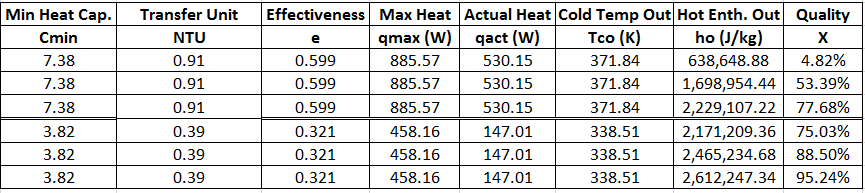 Min Heat Cap. Transfer Unit Effectiveness Max Heat Actual Heat Cold Temp Out Hot Enth. Out Quality
Cmin NTU e qmax (W) qact (W) Tco (K) ho (J/kg) X
7.38 0.91 0.599 885.57 530.15 371.84 638,648.88 4.82%
7.38 0.91 0.599 885.57 530.15 371.84 1,698,954.44 53.39%
7.38 0.91 0.599 885.57 530.15 371.84 2,229,107.22 77.68%
3.82 0.39 0.321 458.16 147.01 338.51 2,171,209.36 75.03%
3.82 0.39 0.321 458.16 147.01 338.51 2,465,234.68 88.50%
3.82 0.39 0.321 458.16 147.01 338.51 2,612,247.34 95.24%